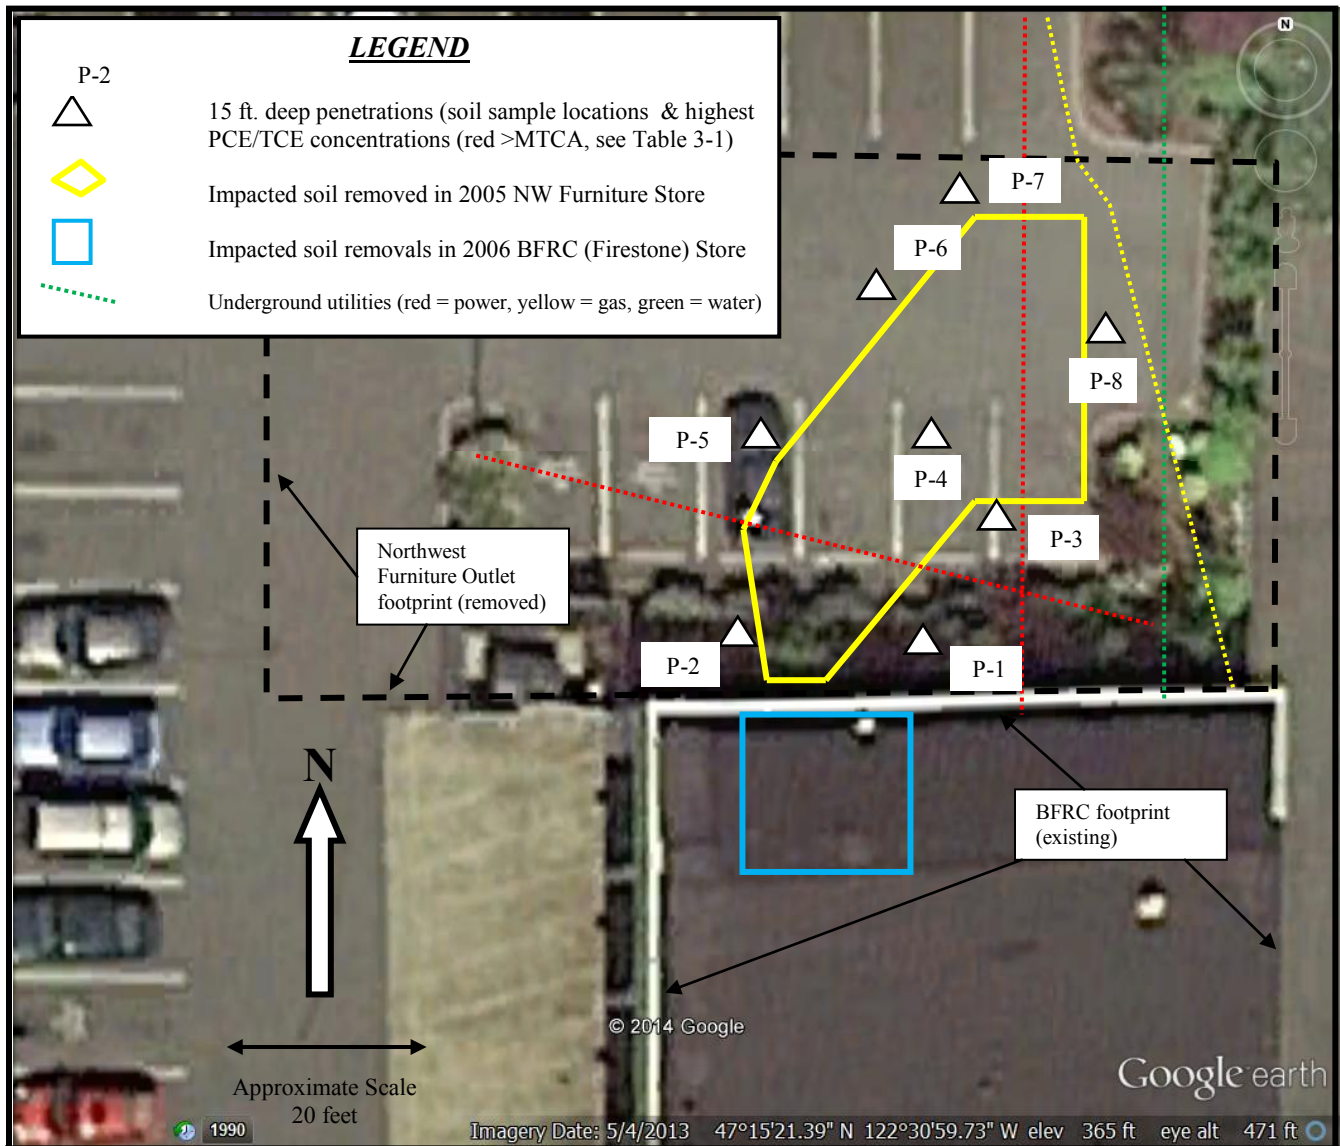 LEGEND
P-2
15 ft. deep penetrations (soil sample locations & highest
PCE/TCE concentrations (red >MTCA, see Table 3-1)
Impacted soil removed in 2005 NW Furniture Store
Impacted soil removals in 2006 BFRC (Firestone) Store
Underground utilities (red = power, yellow = gas, green = water)
N
P-7
P-6
P-8
P-5
P-4
P-3
Northwest
Furniture Outlet
footprint (removed)
P-2
P-1
N
BFRC footprint
(existing)
© 2014 Google
Approximate Scale
20 feet
Google earth
1990
Imagery Date: 5/4/2013 47°15'21.39" N 122°30'59.73" W elev 365 ft eye alt 471 ft